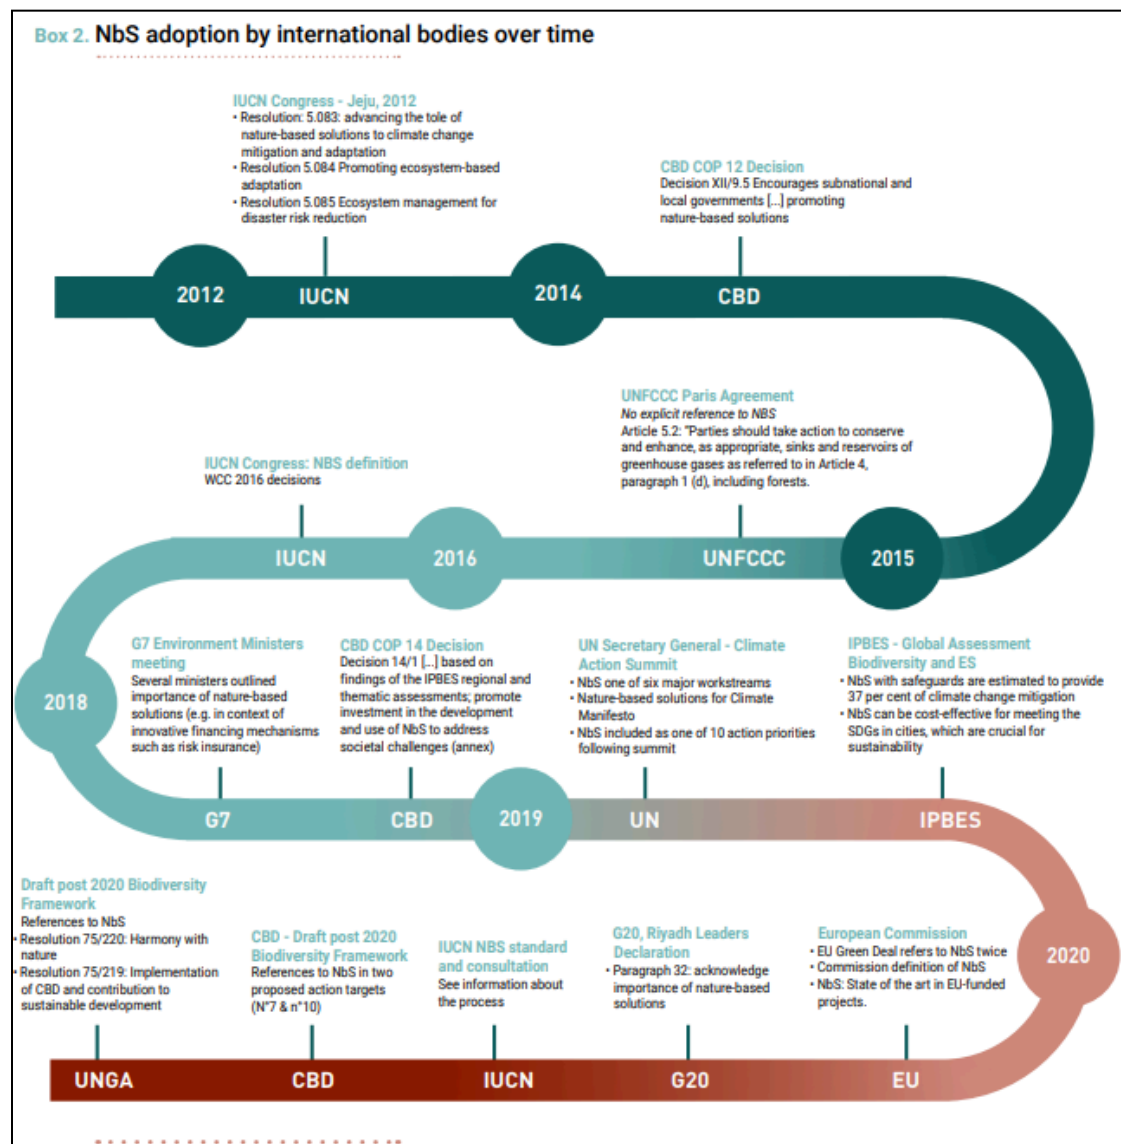 Box 2. NbS adoption by international bodies over time
IUCN Congress - Jeju, 2012
• Resolution: 5.083: advancing the tole of
nature-based solutions to climate change
mitigation and adaptation
• Resolution 5.084 Promoting ecosystem-based
adaptation
• Resolution 5.085 Ecosystem management for
disaster risk reduction
CBD COP 12 Decision
Decision XII/9.5 Encourages subnational and
local governments [...] promoting
nature-based solutions
2012
IUCN
2014
CBD
UNFCCC Paris Agreement
No explicit reference to NBS
Article 5.2: "Parties should take action to conserve
and enhance, as appropriate, sinks and reservoirs of
greenhouse gases as referred to in Article 4,
paragraph 1 (d), including forests.
IUCN Congress: NBS definition
WCC 2016 decisions
IUCN
2016
UNFCCC
2015
G7 Environment Ministers
meeting
Several ministers outlined
importance of nature-based
solutions (e.g. in context of
innovative financing mechanisms
such as risk insurance)
CBD COP 14 Decision
Decision 14/1 [...] based on
findings of the IPBES regional and
thematic assessments; promote
investment in the development
and use of NbS to address
societal challenges (annex)
UN Secretary General - Climate
Action Summit
• NbS one of six major workstreams
• Nature-based solutions for Climate
Manifesto
• NbS included as one of 10 action priorities
following summit
IPBES - Global Assessment
Biodiversity and ES
• NbS with safeguards are estimated to provide
37 per cent of climate change mitigation
• NbS can be cost-effective for meeting the
SDGs in cities, which are crucial for
sustainability
2018
G7
CBD
2019
UN
IPBES
Draft post 2020 Biodiversity
Framework
References to NbS
• Resolution 75/220: Harmony with
nature
• Resolution 75/219: Implementation
of CBD and contribution to
sustainable development
CBD - Draft post 2020
Biodiversity Framework
References to NbS in two
proposed action targets
(N°7 & n°10)
IUCN NBS standard
and consultation
See information about
the process
G20, Riyadh Leaders
Declaration
• Paragraph 32: acknowledge
importance of nature-based
solutions
European Commission
• EU Green Deal refers to NbS twice
• Commission definition of NbS
• NbS: State of the art in EU-funded
projects.
2020
UNGA
CBD
IUCN
G20
EU